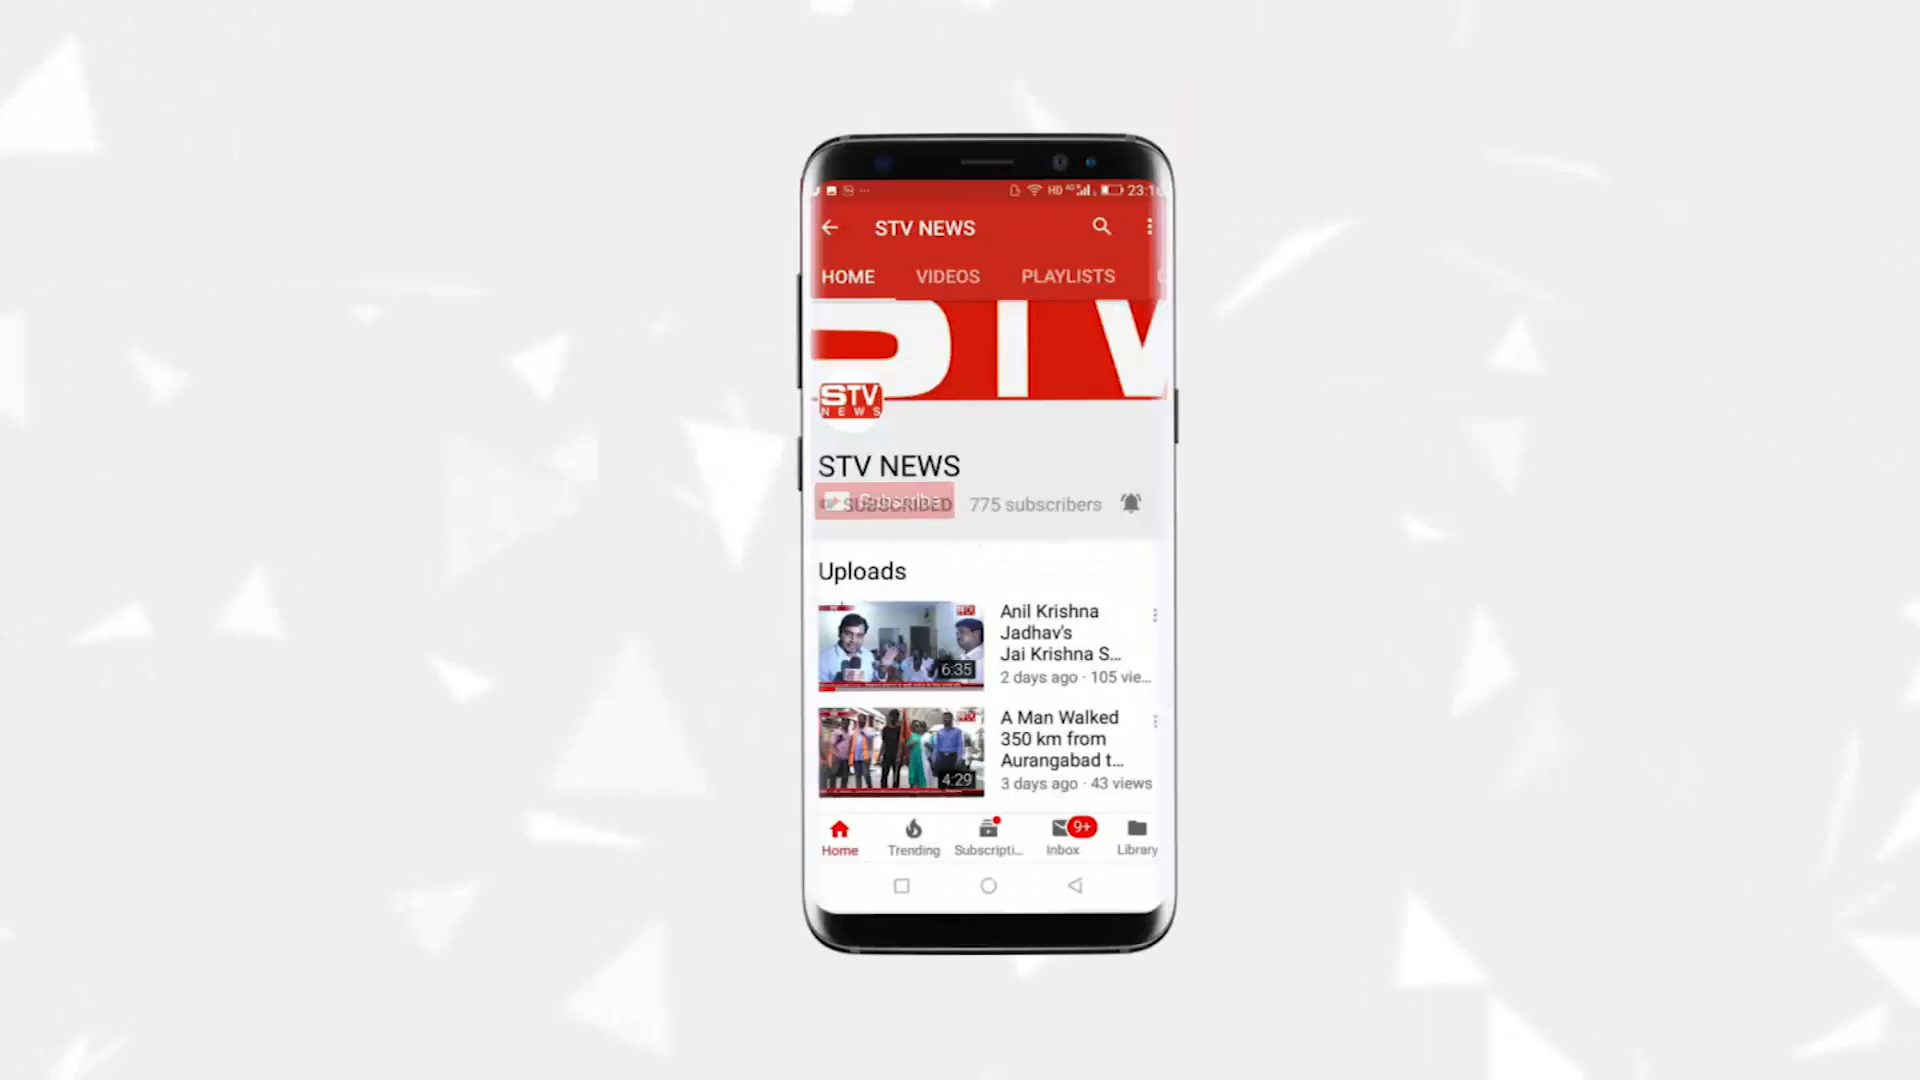 HD 4G 23:1
STV NEWS
HOME VIDEOS PLAYLISTS
STV
STV
NEWS
STV NEWS
Subscribe
SUBSCRIBED 775 subscribers
Uploads
Anil Krishna
Jadhav's
Jai Krishna S...
2 days ago · 105 vie...
6:35
A Man Walked
350 km from
Aurangabad t...
3 days ago · 43 views
4:29
9+
Home Trending Subscripti... Inbox Library